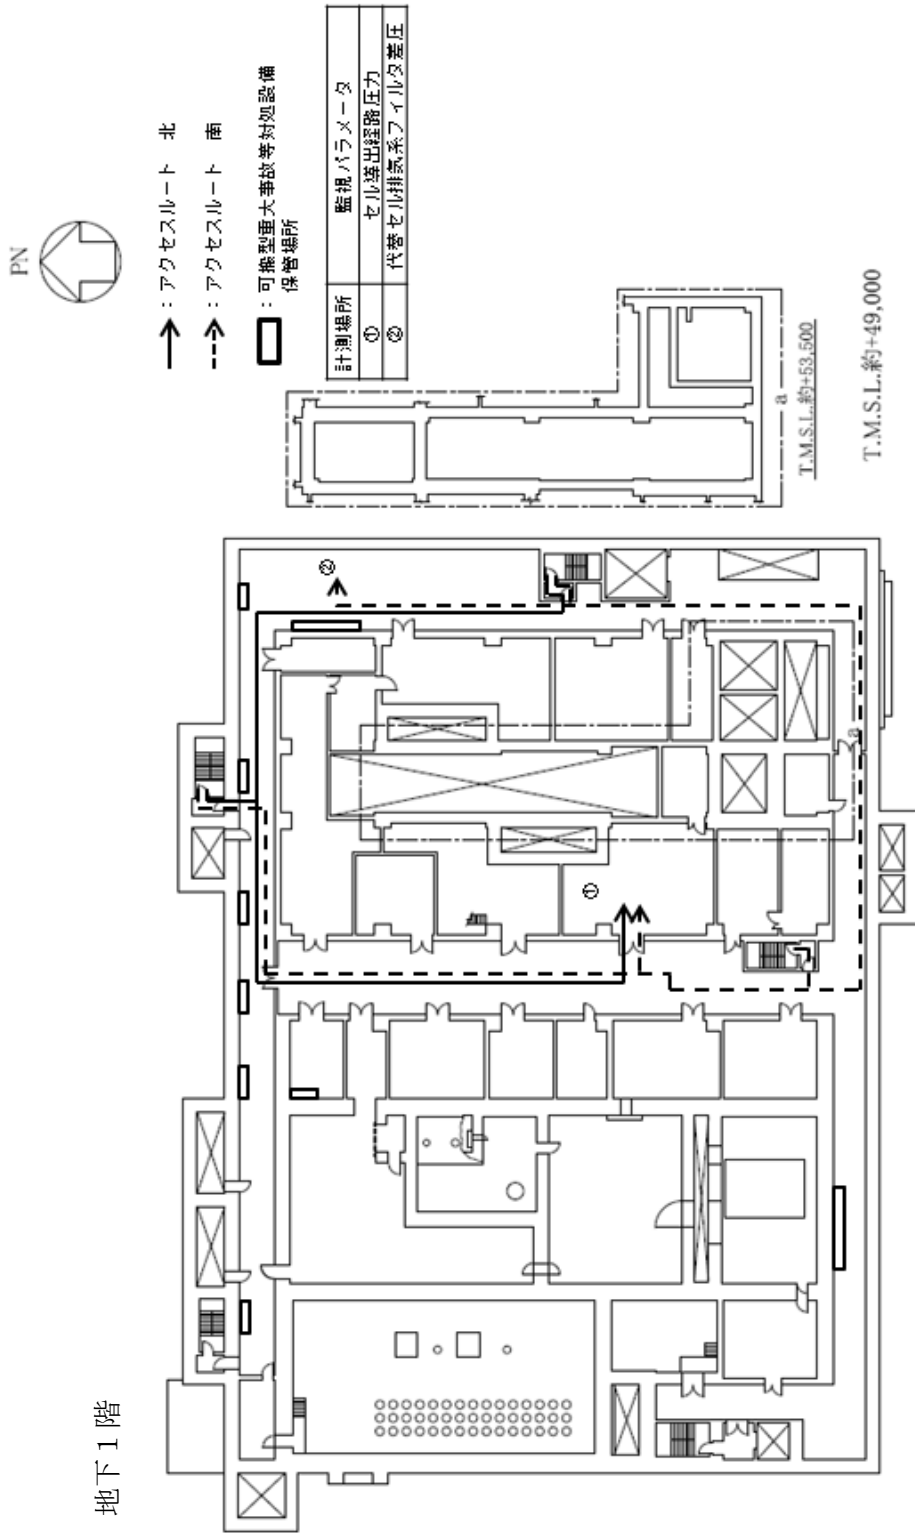 地下1階
PN
：アクセスルート 北
：アクセスルート 南
：可搬型重大事故等対処設備
保管場所
計測場所 監視パラメータ
① セル導出経路圧力
② 代替セル排気系フィルタ差圧
a
T.M.S.L.約+53,500
T.M.S.L.約+49,000
②
①
a